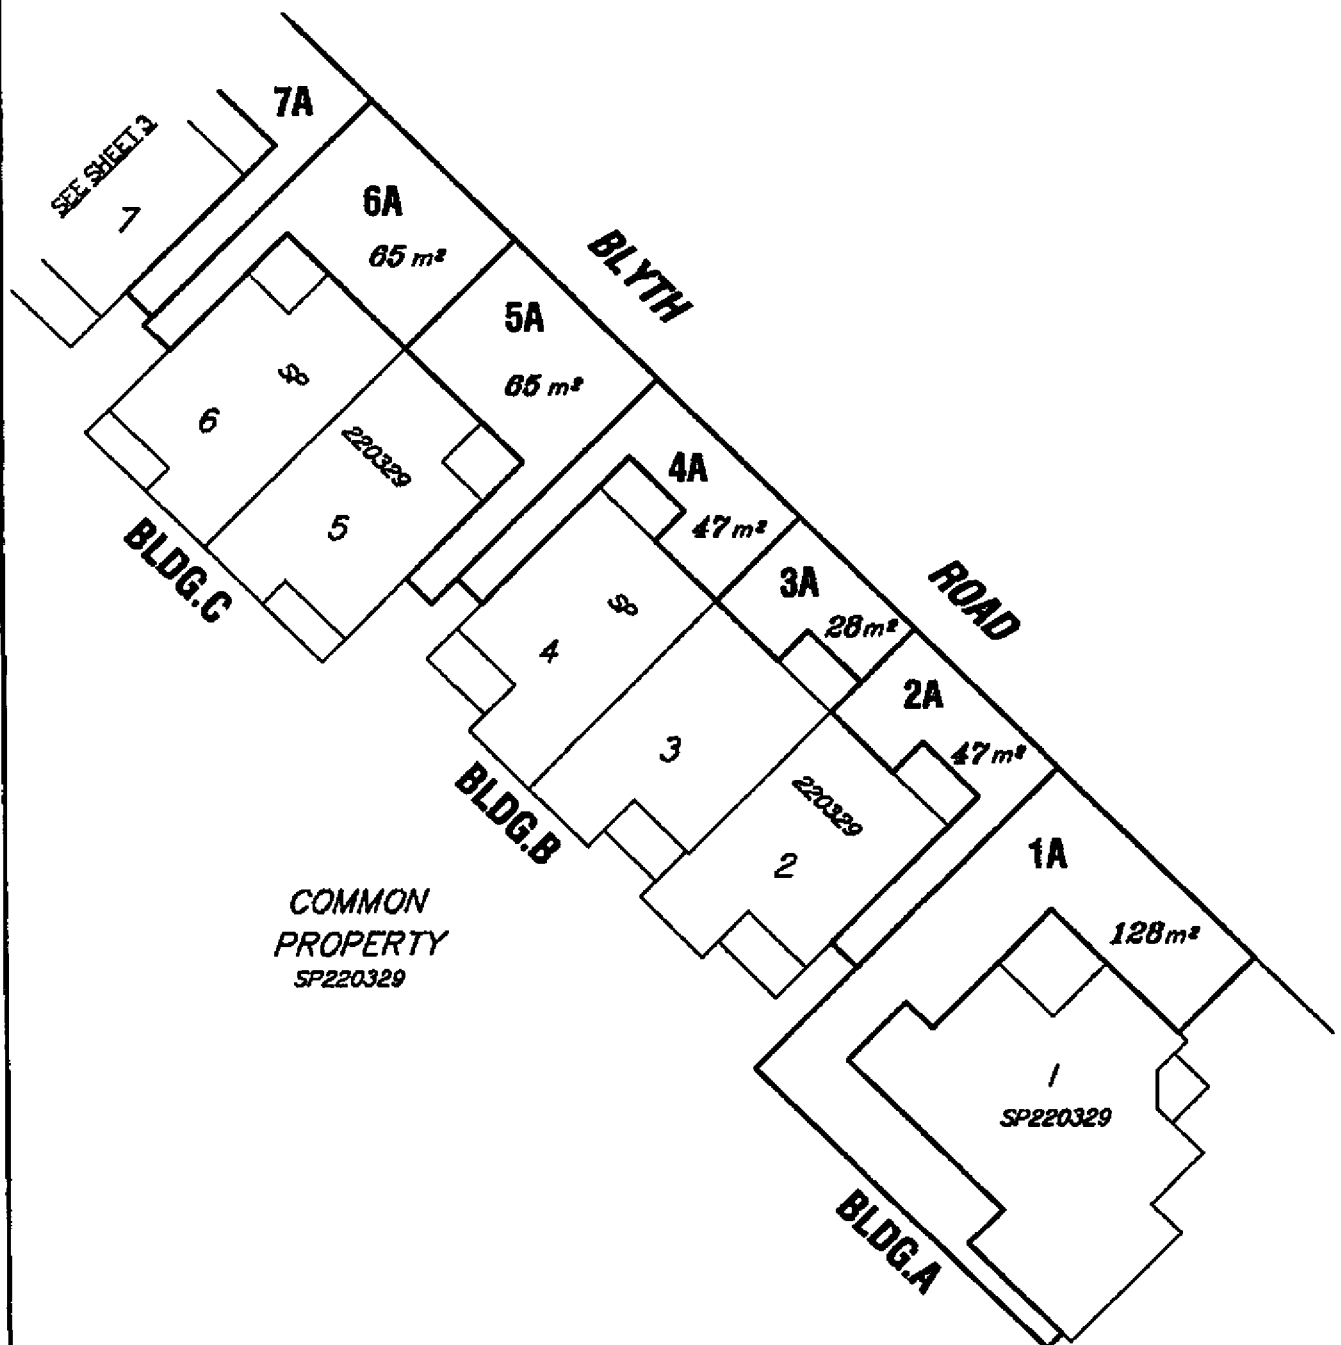 7A
SEE SHEET 3
7
6A
65 m²
BLYTH
5A
65 m²
SP
6
220329
5
4A
47 m²
BLDG.C
ROAD
3A
28 m²
SP
4
2A
47 m²
3
220329
2
BLDG.B
1A
128 m²
COMMON
PROPERTY
SP220329
1
SP220329
BLDG.A